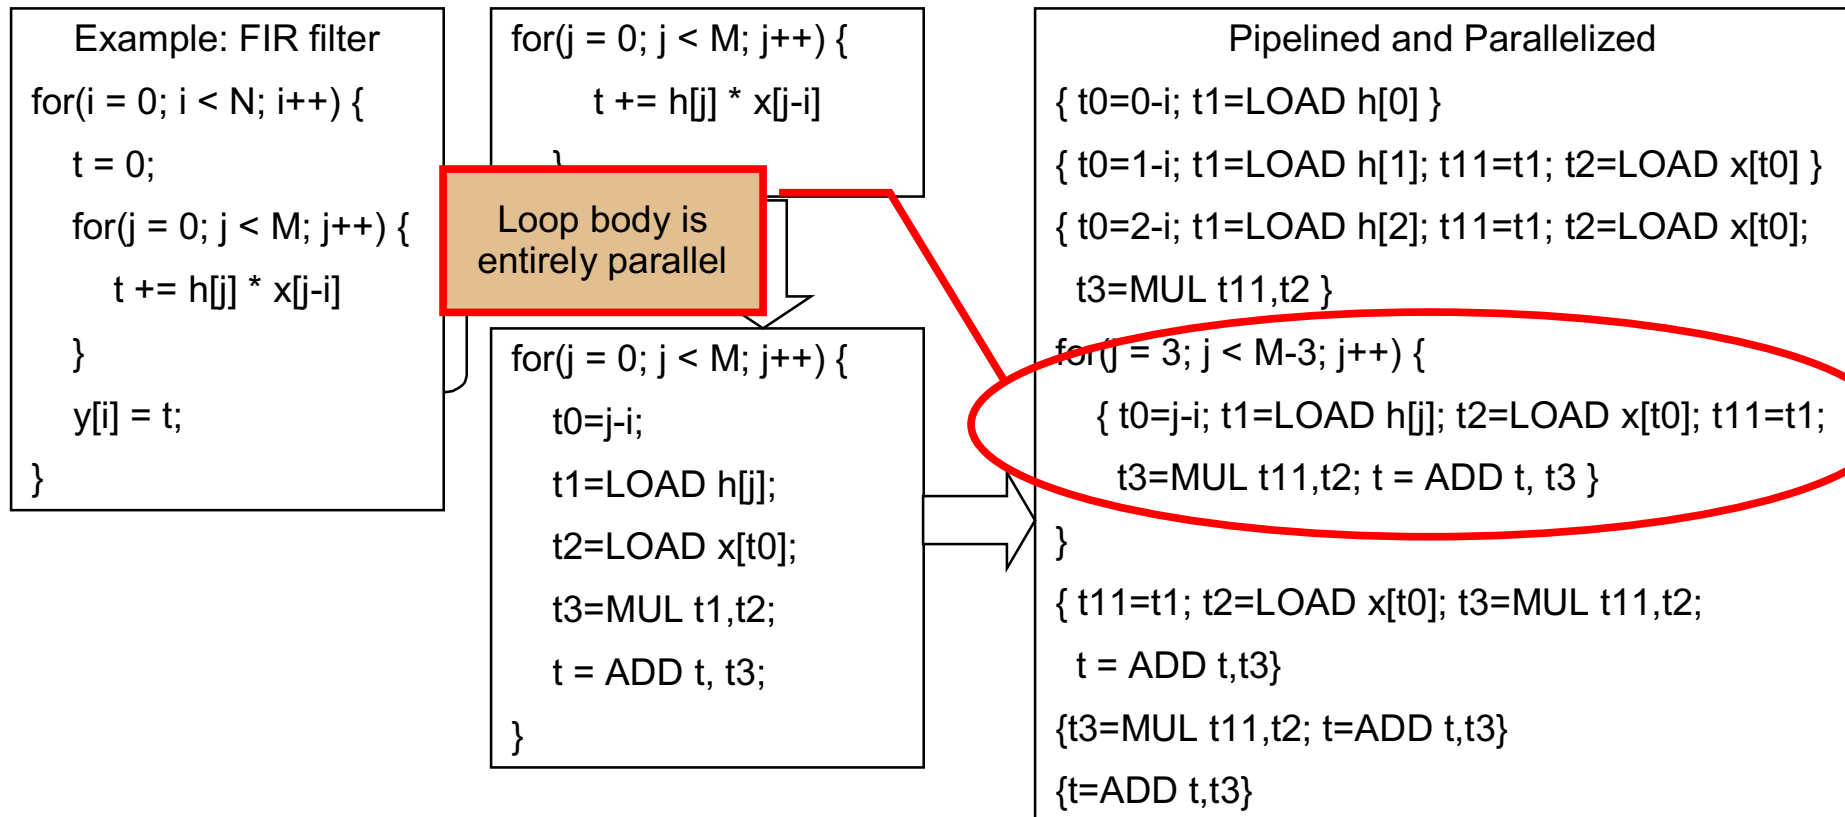 Example: FIR filter
for(i = 0; i < N; i++) {
t = 0;
for(j = 0; j < M; j++) {
t += h[j] * x[j-i]
}
y[i] = t;
}
for(j = 0; j < M; j++) {
t += h[j] * x[j-i]
}
Loop body is
entirely parallel
for(j = 0; j < M; j++) {
t0=j-i;
t1=LOAD h[j];
t2=LOAD x[t0];
t3=MUL t1,t2;
t = ADD t, t3;
}
Pipelined and Parallelized
{ t0=0-i; t1=LOAD h[0] }
{ t0=1-i; t1=LOAD h[1]; t11=t1; t2=LOAD x[t0] }
{ t0=2-i; t1=LOAD h[2]; t11=t1; t2=LOAD x[t0];
t3=MUL t11,t2 }
for(j = 3; j < M-3; j++) {
{ t0=j-i; t1=LOAD h[j]; t2=LOAD x[t0]; t11=t1;
t3=MUL t11,t2; t = ADD t, t3 }
}
{ t11=t1; t2=LOAD x[t0]; t3=MUL t11,t2;
t = ADD t,t3}
{t3=MUL t11,t2; t=ADD t,t3}
{t=ADD t,t3}